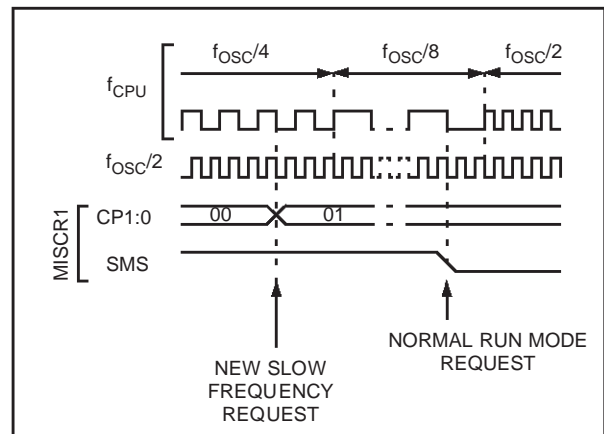 fOSC/4 fOSC/8 fOSC/2
fCPU
fOSC/2
MISCR1
CP1:0 00 01
SMS
NEW SLOW
FREQUENCY
REQUEST
NORMAL RUN MODE
REQUEST